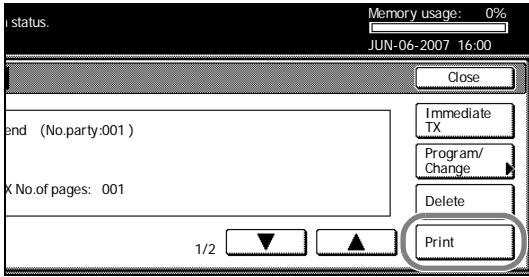 status.
Memory usage: 0%
JUN-06-2007 16:00
Close
end (No.party:001 )
Immediate
TX
Program/
Change
X No.of pages: 001
Delete
1/2
Print